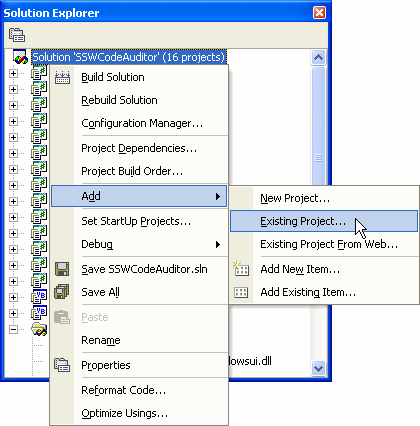 Solution Explorer
Solution 'SSWCodeAuditor' (16 projects)
Build Solution
Rebuild Solution
Configuration Manager...
Project Dependencies...
Project Build Order...
Add
New Project...
Set StartUp Projects...
Existing Project...
Debug
Existing Project From Web...
Save SSWCodeAuditor.sln
Add New Item...
Save All
Add Existing Item...
Paste
Rename
Properties
owsui.dll
Reformat Code...
Optimize Usings...